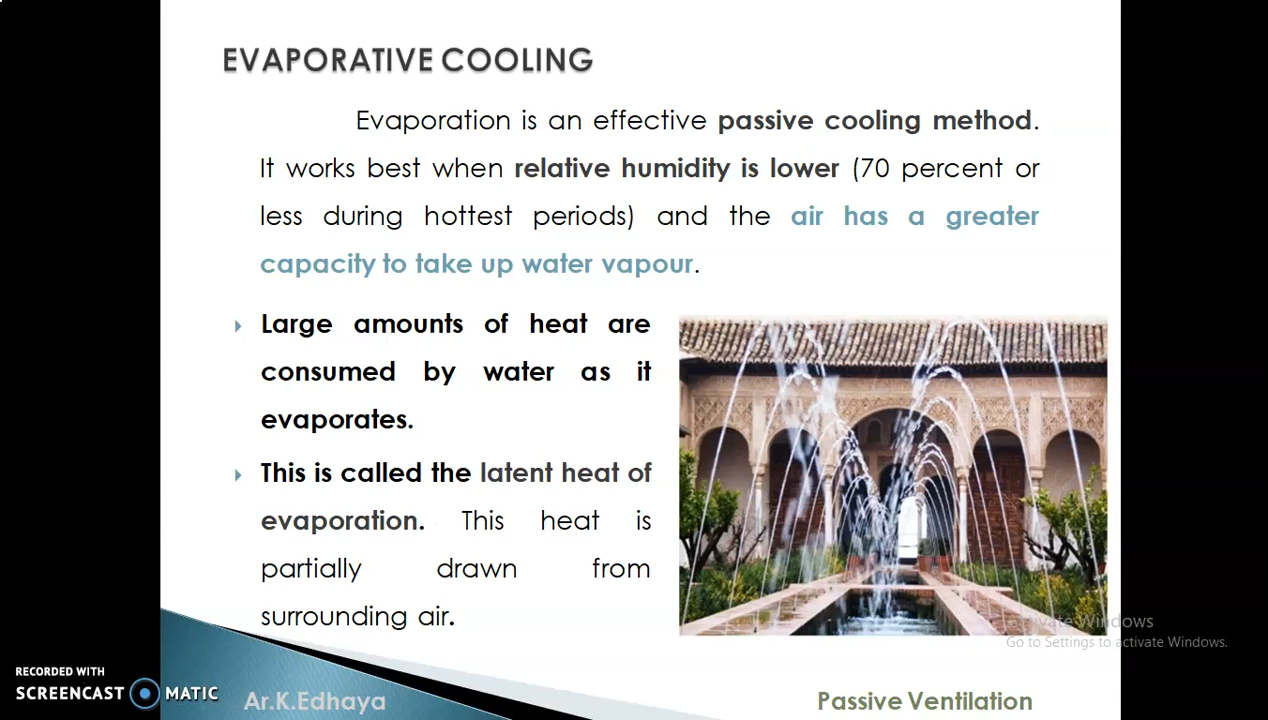 EVAPORATIVE COOLING
Evaporation is an effective passive cooling method.
It works best when relative humidity is lower (70 percent or
less during hottest periods) and the air has a greater
capacity to take up water vapour.
Large amounts of heat are
consumed by water as it
evaporates.
This is called the latent heat of
evaporation. This heat is
partially drawn from
surrounding air.
Activate Windows
Go to Settings to activate Windows.
RECORDED WITH
SCREENCAST MATIC
Ar.K.Edhaya
Passive Ventilation